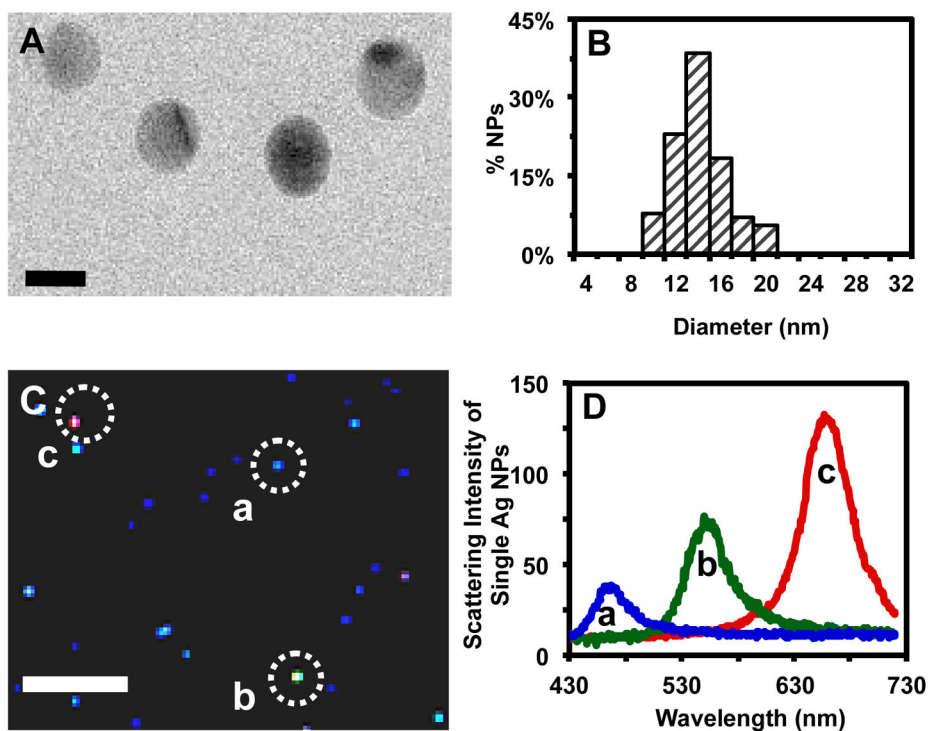 A
B
45%
30%
15%
0%
% NPs
4 8 12 16 20 24 28 32
Diameter (nm)
C
c
a
b
D
150
100
50
0
Scattering Intensity of
Single Ag NPs
a
b
c
430 530 630 730
Wavelength (nm)